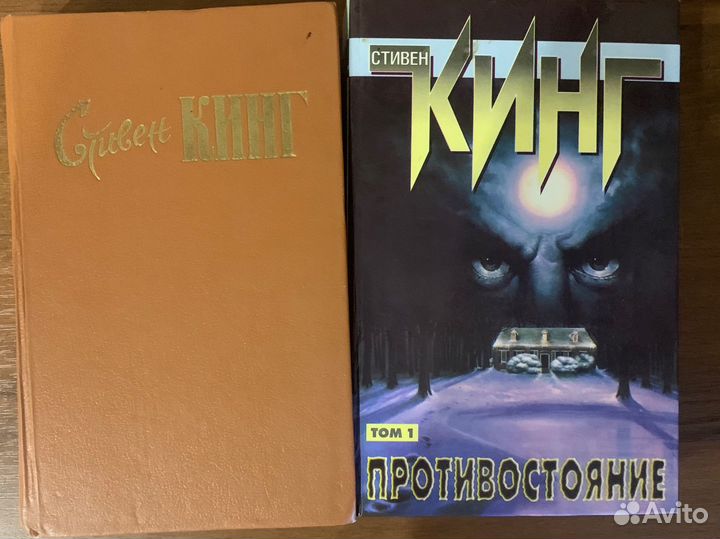 Стивен КИНГ
СТИВЕН
КИНГ
ТОМ 1
ПРОТИВОСТОЯНИЕ
Avito